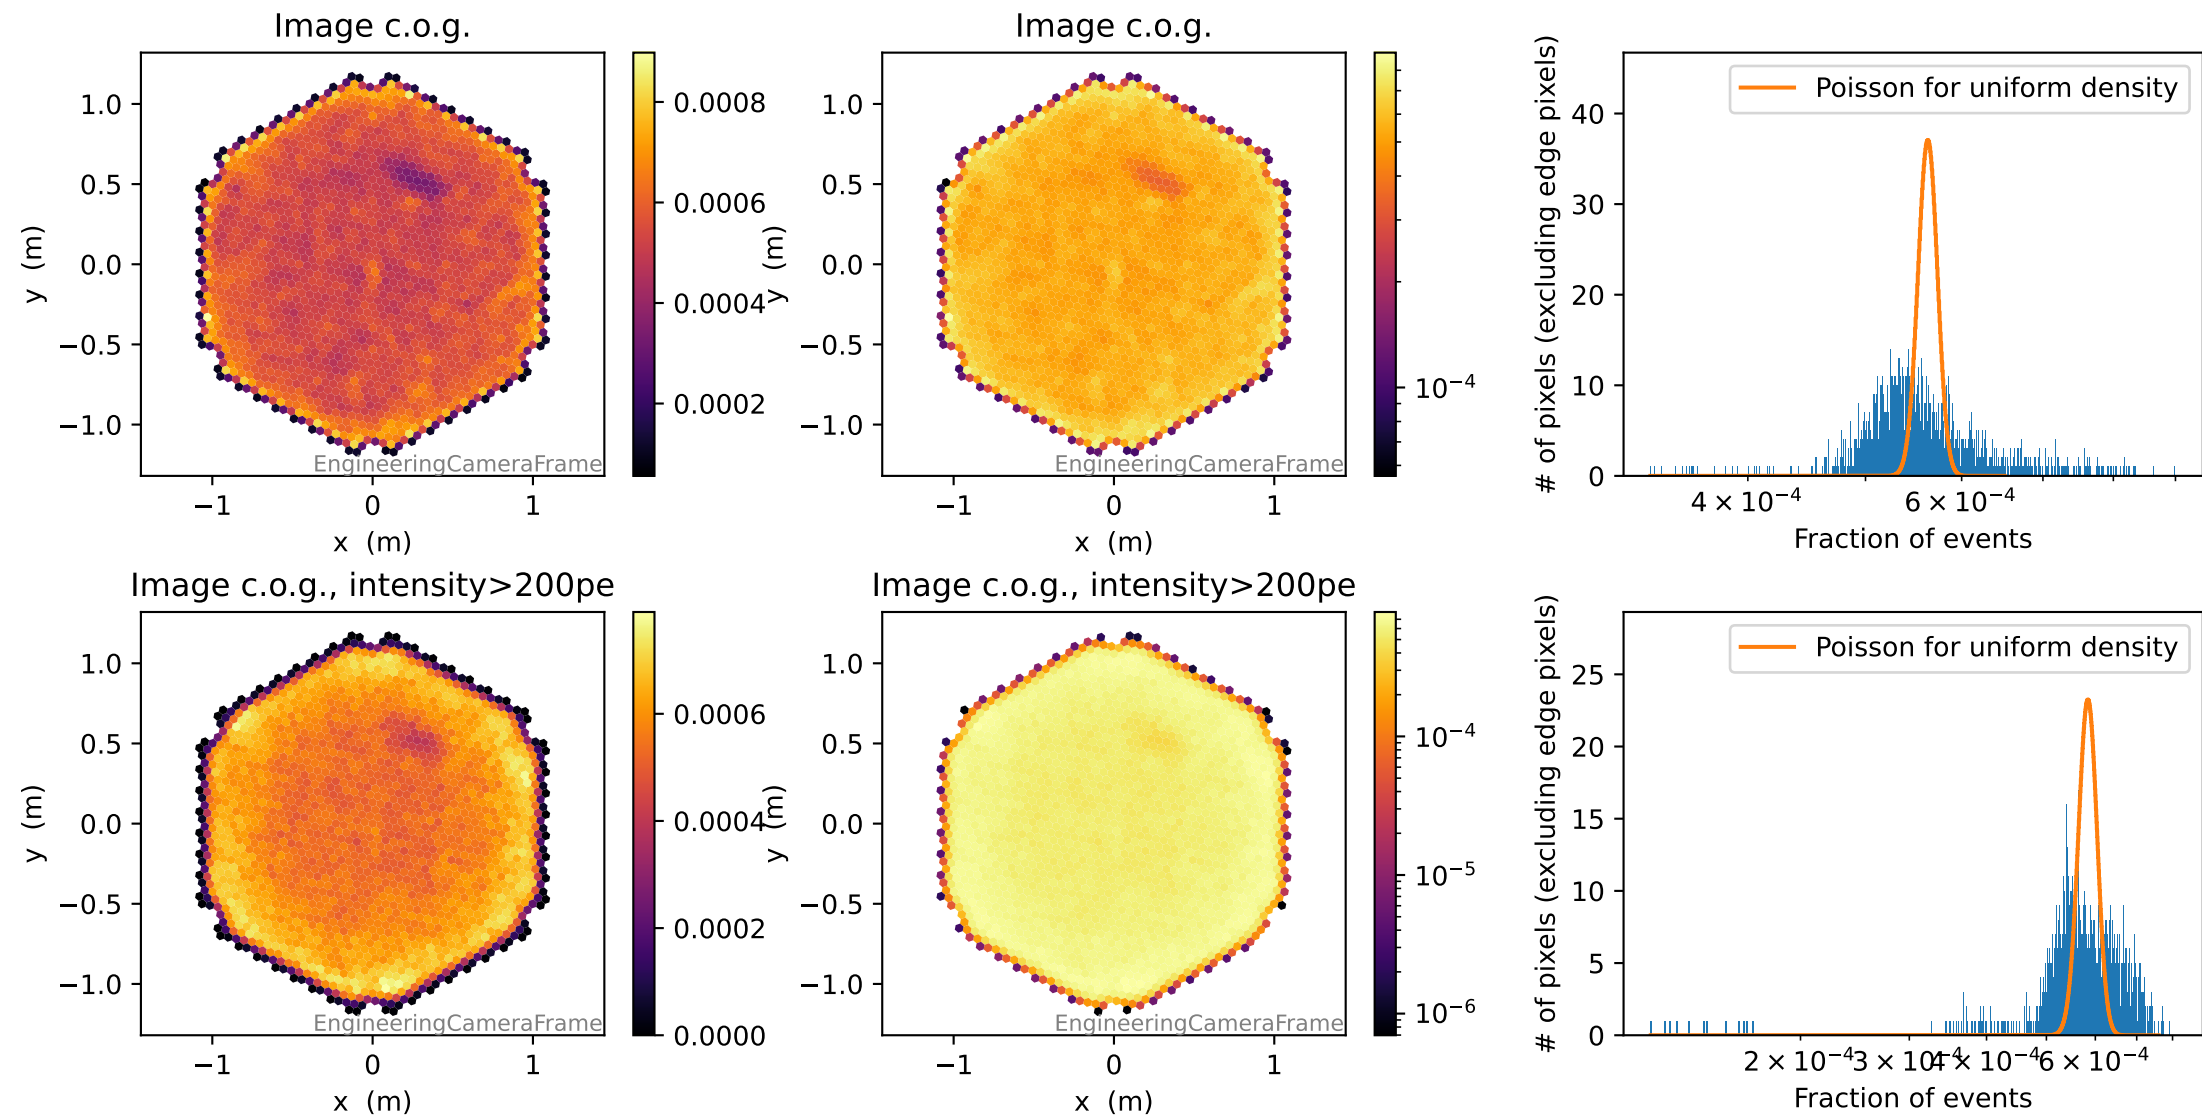 Image c.o.g.
1.0
0.5
0.0
−0.5
−1.0
y (m)
−1
0
1
x (m)
EngineeringCameraFrame
0.0008
0.0006
0.0004
0.0002
Image c.o.g.
1.0
0.5
0.0
−0.5
−1.0
y (m)
−1
0
1
x (m)
EngineeringCameraFrame
10⁻⁴
# of pixels (excluding edge pixels)
40
30
20
10
0
Poisson for uniform density
4 × 10⁻⁴
6 × 10⁻⁴
Fraction of events
Image c.o.g., intensity>200pe
1.0
0.5
0.0
−0.5
−1.0
y (m)
−1
0
1
x (m)
EngineeringCameraFrame
0.0006
0.0004
0.0002
0.0000
Image c.o.g., intensity>200pe
1.0
0.5
0.0
−0.5
−1.0
y (m)
−1
0
1
x (m)
EngineeringCameraFrame
10⁻⁴
10⁻⁵
10⁻⁶
# of pixels (excluding edge pixels)
25
20
15
10
5
0
Poisson for uniform density
2 × 10⁻⁴
3 × 10⁻⁴
4 × 10⁻⁴
6 × 10⁻⁴
Fraction of events